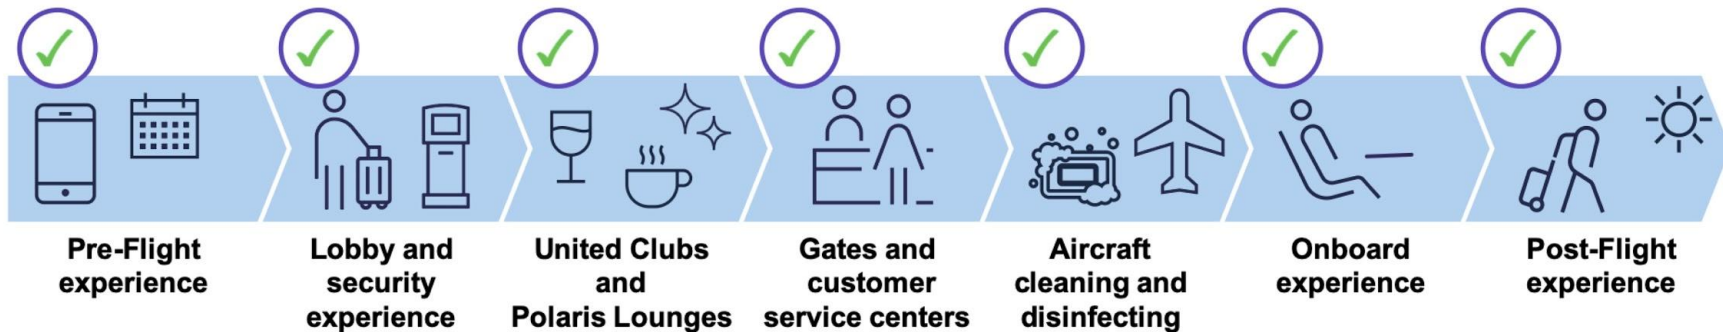 Pre-Flight
experience
Lobby and
security
experience
United Clubs
and
Polaris Lounges
Gates and
customer
service centers
Aircraft
cleaning and
disinfecting
Onboard
experience
Post-Flight
experience